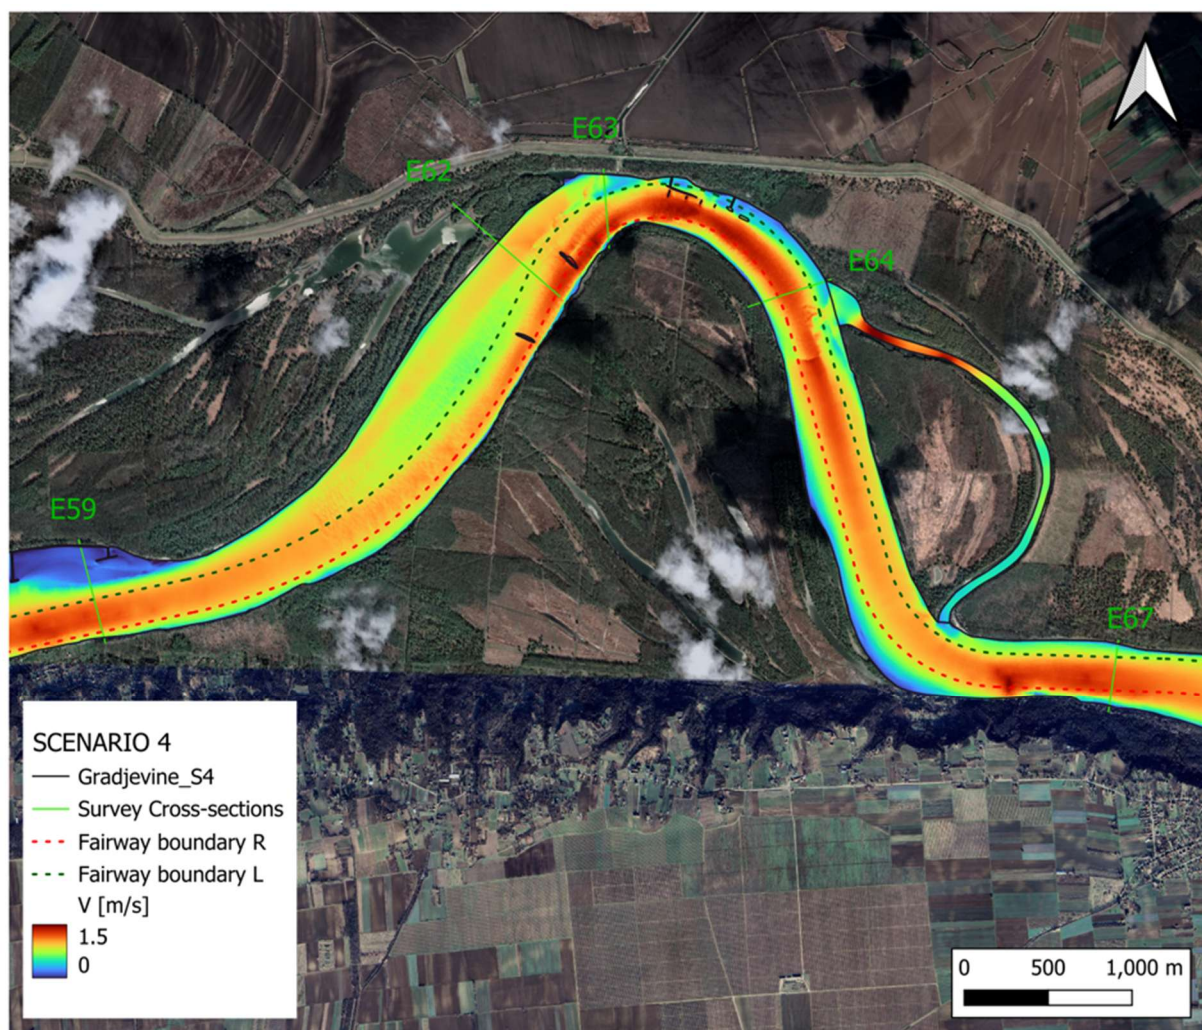 E63
E62
E64
E59
E67
SCENARIO 4
Gradjevine_S4
Survey Cross-sections
Fairway boundary R
Fairway boundary L
V [m/s]
1.5
0
0 500 1,000 m